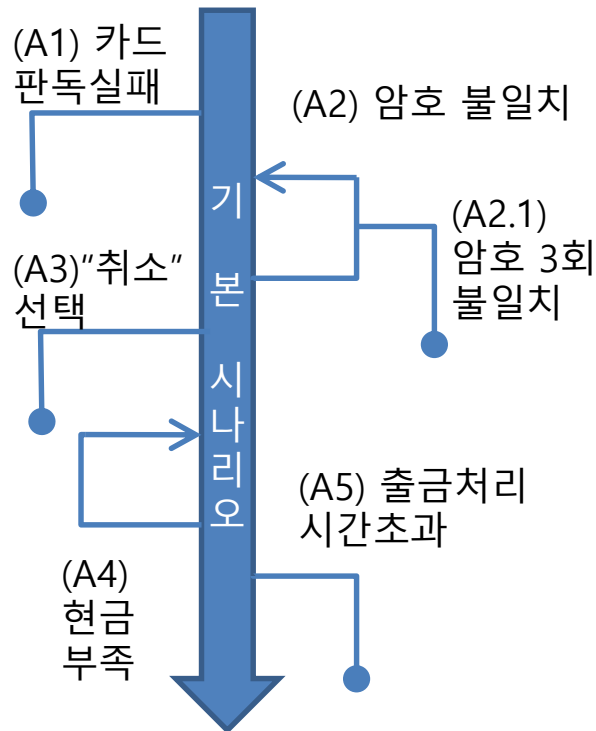 (A1) 카드
판독실패
(A2) 암호 불일치
(A2.1)
암호 3회
불일치
(A3)”취소”
선택
기
본
시
나
리
오
(A5) 출금처리
시간초과
(A4)
현금
부족